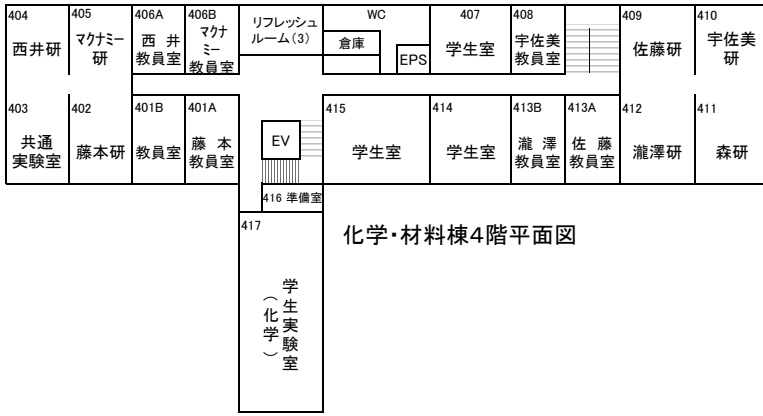 404
西井研
405
マクナミー
研
406A
西 井
教員室
406B
マク
ナミ
ー
教員室
リフレッシュ
ルーム(3)
WC
倉庫
EPS
407
学生室
408
宇佐美
教員室
409
佐藤研
410
宇佐美
研
403
共通
実験室
402
藤本研
401B
教員室
401A
藤 本
教員室
EV
415
学生室
414
学生室
413B
瀧 澤
教員室
413A
佐 藤
教員室
412
瀧澤研
411
森研
416 準備室
417
学生実験室
(化学)
化学・材料棟4階平面図